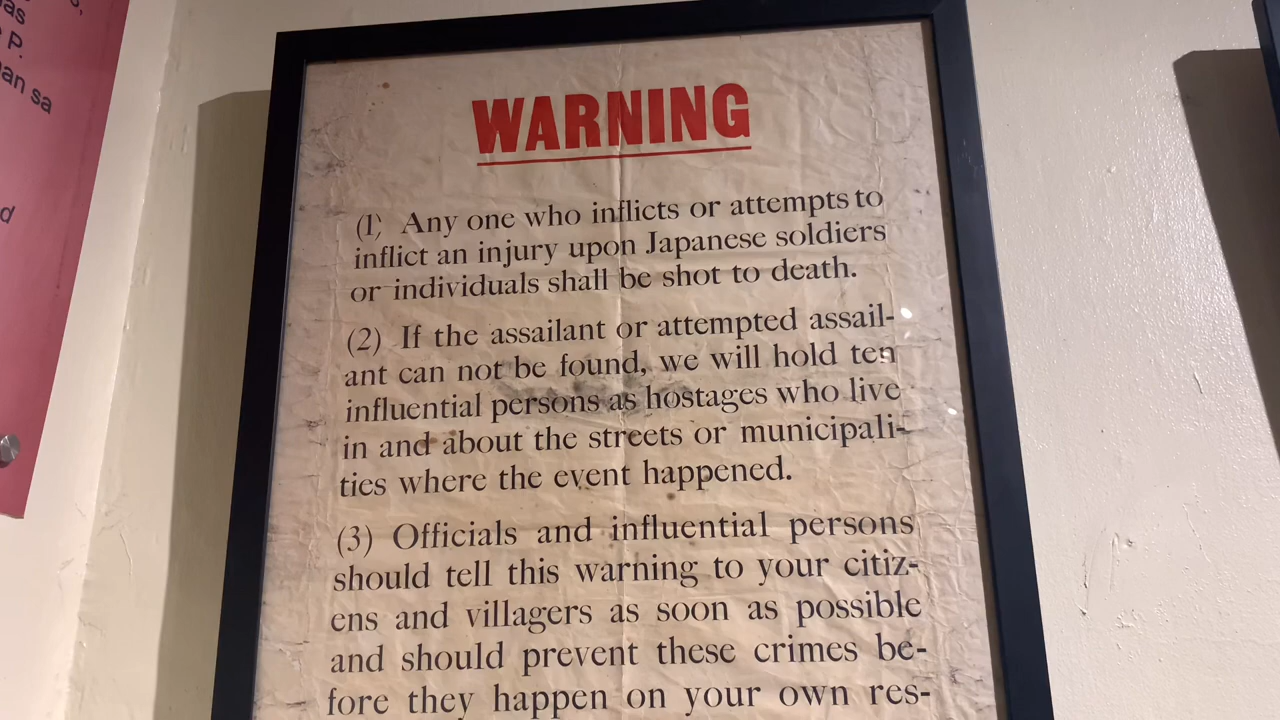 as
P.
an sa
d
WARNING
(1) Any one who inflicts or attempts to
inflict an injury upon Japanese soldiers
or individuals shall be shot to death.
(2) If the assailant or attempted assail-
ant can not be found, we will hold ten
influential persons as hostages who live
in and about the streets or municipali-
ties where the event happened.
(3) Officials and influential persons
should tell this warning to your citiz-
ens and villagers as soon as possible
and should prevent these crimes be-
fore they happen on your own res-